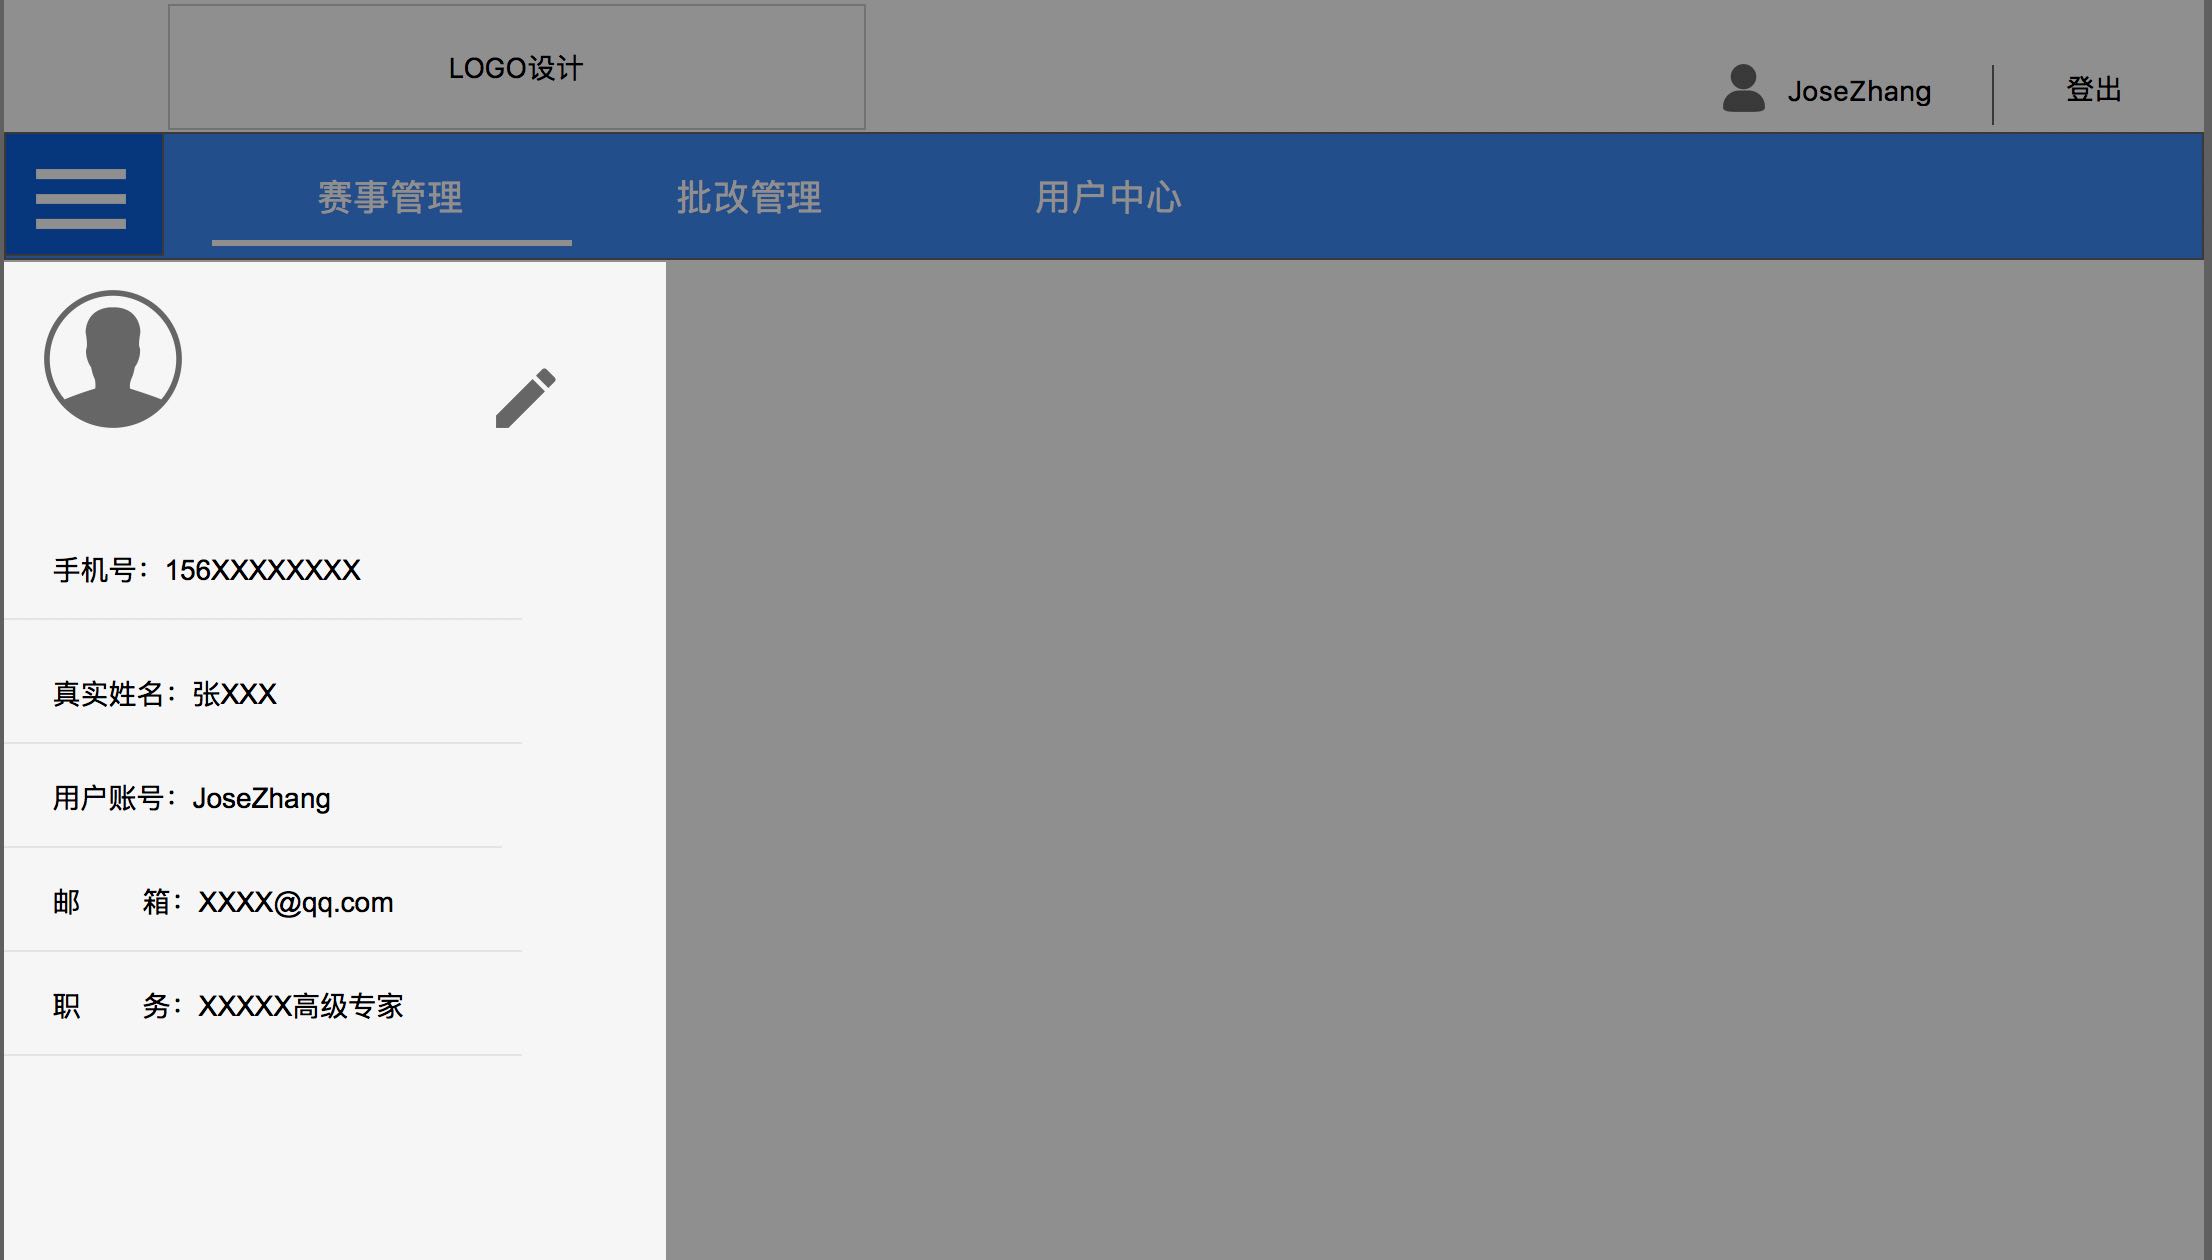 LOGO设计
JoseZhang
登出
赛事管理
批改管理
用户中心
手机号：156XXXXXXXX
真实姓名：张XXX
用户账号：JoseZhang
邮 箱：XXXX@qq.com
职 务：XXXXX高级专家